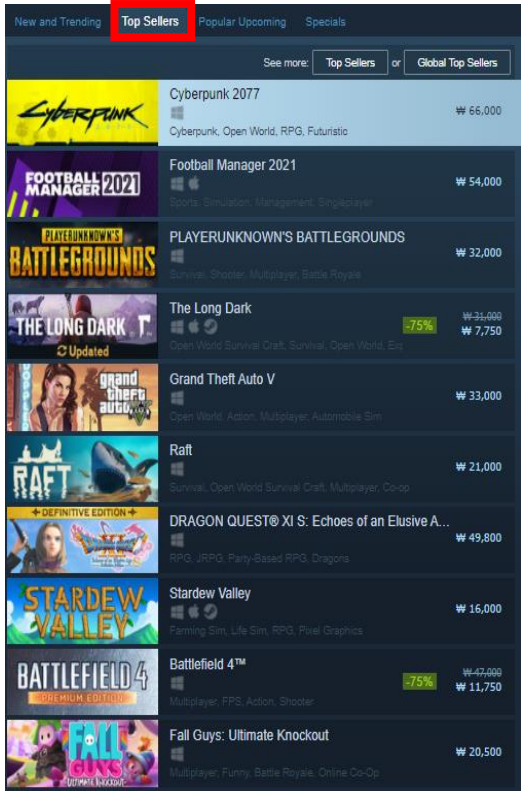 New and Trending Top Sellers Popular Upcoming Specials
See more: Top Sellers or Global Top Sellers
Cyberpunk
Cyberpunk 2077
₩ 66,000
Cyberpunk, Open World, RPG, Futuristic
FOOTBALL
MANAGER 2021
Football Manager 2021
₩ 54,000
Sports, Simulation, Management, Singleplayer
PLAYERUNKNOWN'S
BATTLEGROUNDS
PLAYERUNKNOWN'S BATTLEGROUNDS
₩ 32,000
Survival, Shooter, Multiplayer, Battle Royale
THE LONG DARK
Updated
The Long Dark
-75%
₩ 31,000
₩ 7,750
Open World Survival Craft, Survival, Open World, Exr
grand
theft
auto
Grand Theft Auto V
₩ 33,000
Open World, Action, Multiplayer, Automobile Sim
RAFT
Raft
₩ 21,000
Survival, Open World Survival Craft, Multiplayer, Co-op
DEFINITIVE EDITION
XI
DRAGON QUEST® XI S: Echoes of an Elusive A...
₩ 49,800
RPG, JRPG, Party-Based RPG, Dragons
STARDEW
VALLEY
Stardew Valley
₩ 16,000
Farming Sim, Life Sim, RPG, Pixel Graphics
BATTLEFIELD 4
PREMIUM EDITION
Battlefield 4™
-75%
₩ 47,000
₩ 11,750
Multiplayer, FPS, Action, Shooter
FALL
GUYS
ULTIMATE KNOCKOUT
Fall Guys: Ultimate Knockout
₩ 20,500
Multiplayer, Funny, Battle Royale, Online Co-Op